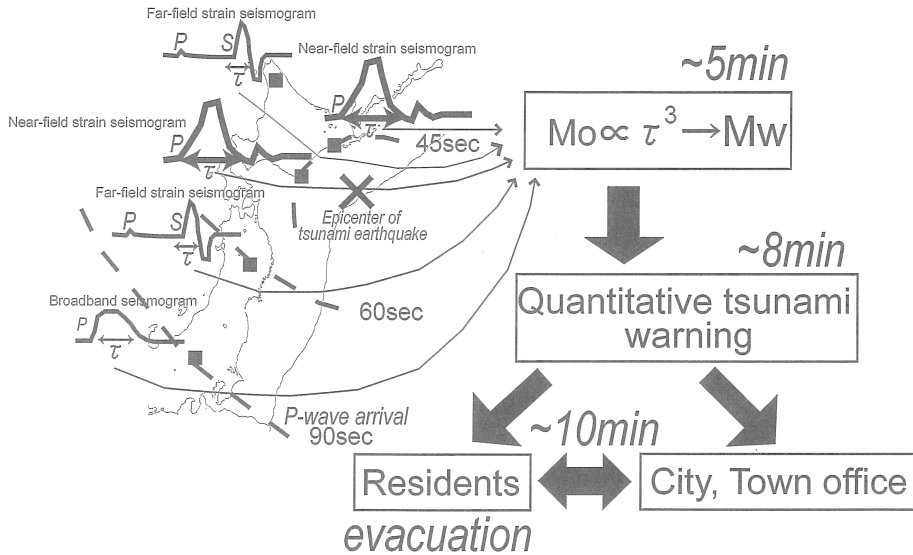 Far-field strain seismogram
P
S
τ
Near-field strain seismogram
P
τ
Near-field strain seismogram
P
τ
45sec
Far-field strain seismogram
P
S
τ
Epicenter of
tsunami earthquake
60sec
Broadband seismogram
P
τ
P-wave arrival
90sec
~5min
Mo∝ τ³→Mw
~8min
Quantitative tsunami
warning
~10min
Residents
City, Town office
evacuation